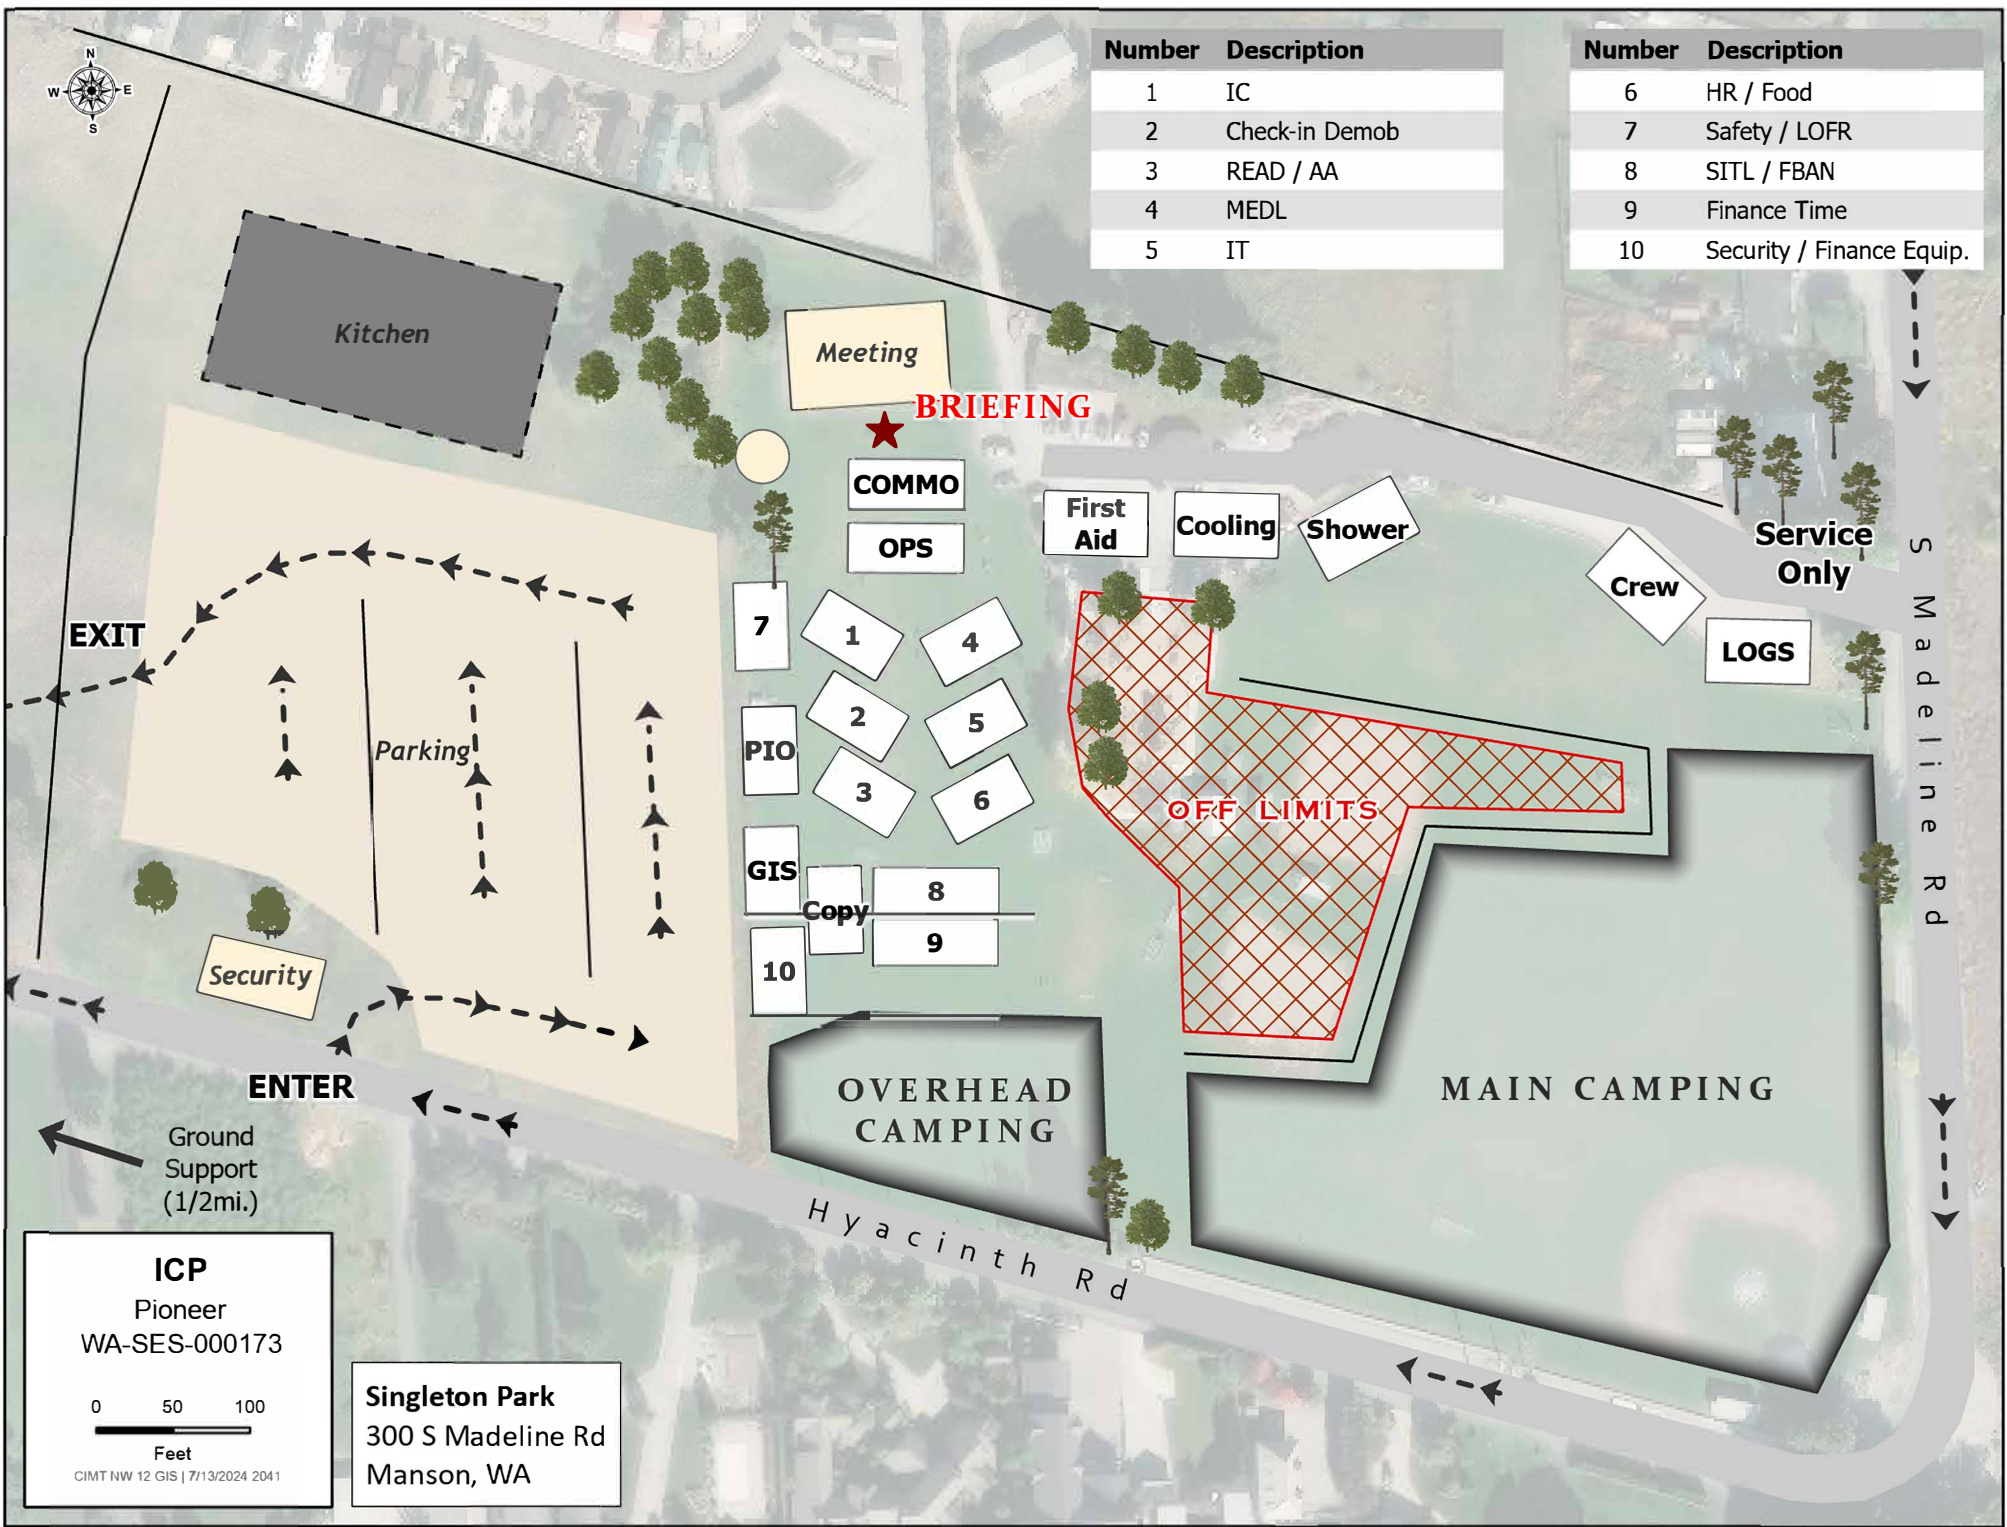 N
W E
S
Number Description
1 IC
2 Check-in Demob
3 READ / AA
4 MEDL
5 IT
Number Description
6 HR / Food
7 Safety / LOFR
8 SITL / FBAN
9 Finance Time
10 Security / Finance Equip.
Kitchen
Meeting
BRIEFING
COMMO
OPS
First
Aid
Cooling
Shower
Service
Only
Crew
LOGS
S Madeline Rd
EXIT
7
1
4
2
5
PIO
Parking
3
6
OFF LIMITS
GIS
Copy
8
9
10
Security
ENTER
OVERHEAD
CAMPING
MAIN CAMPING
Ground
Support
(1/2mi.)
Hyacinth Rd
ICP
Pioneer
WA-SES-000173
0 50 100
Feet
CIMT NW 12 GIS | 7/13/2024 2041
Singleton Park
300 S Madeline Rd
Manson, WA